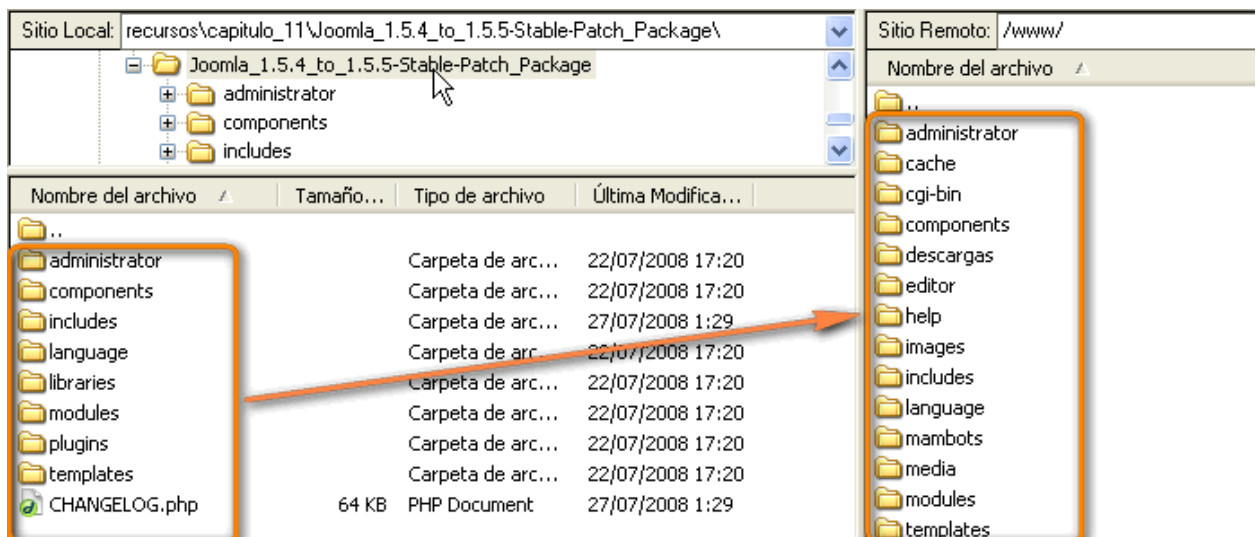 Sitio Local: recursos\capitulo_11\Joomla_1.5.4_to_1.5.5-Stable-Patch_Package\
Joomla_1.5.4_to_1.5.5-Stable-Patch_Package
administrator
components
includes
Nombre del archivo Tamaño... Tipo de archivo Última Modifica...
..
administrator Carpeta de arc... 22/07/2008 17:20
components Carpeta de arc... 22/07/2008 17:20
includes Carpeta de arc... 27/07/2008 1:29
language Carpeta de arc... 22/07/2008 17:20
libraries Carpeta de arc... 22/07/2008 17:20
modules Carpeta de arc... 22/07/2008 17:20
plugins Carpeta de arc... 22/07/2008 17:20
templates Carpeta de arc... 22/07/2008 17:20
CHANGELOG.php 64 KB PHP Document 27/07/2008 1:29
Sitio Remoto: /www/
Nombre del archivo
..
administrator
cache
cgi-bin
components
descargas
editor
help
images
includes
language
mambots
media
modules
templates